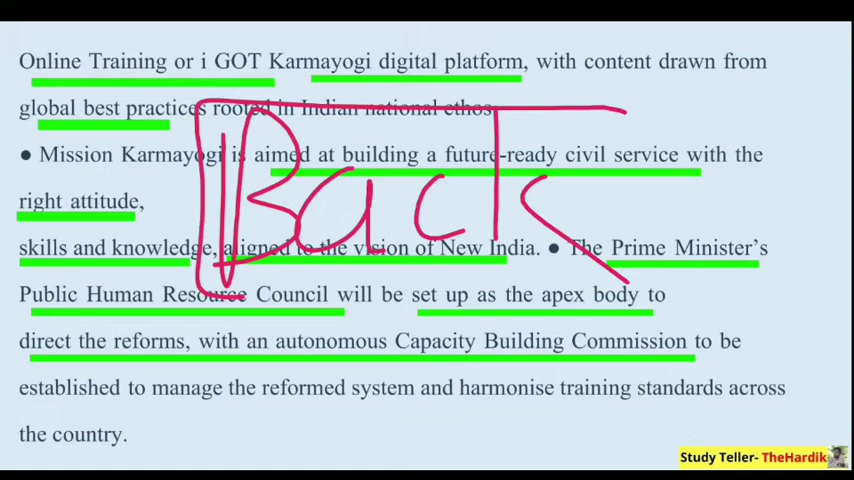 Online Training or i GOT Karmayogi digital platform, with content drawn from
global best practices rooted in Indian national ethos.
● Mission Karmayogi is aimed at building a future-ready civil service with the
right attitude,
skills and knowledge, aligned to the vision of New India. ● The Prime Minister's
Public Human Resource Council will be set up as the apex body to
direct the reforms, with an autonomous Capacity Building Commission to be
established to manage the reformed system and harmonise training standards across
the country.
Back
Study Teller- TheHardik